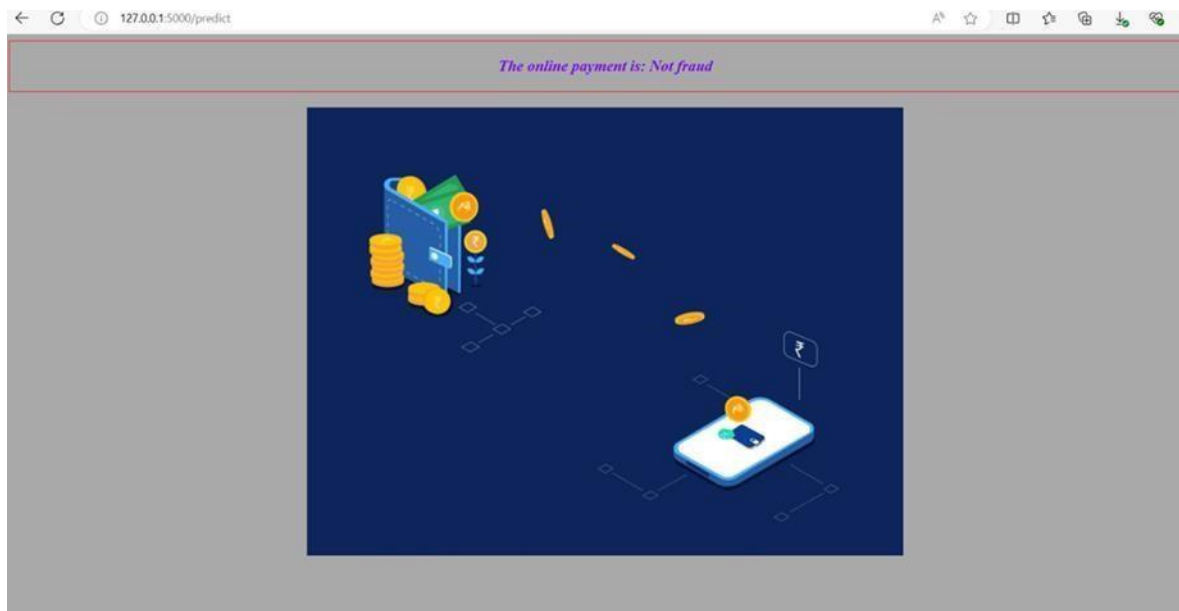 127.0.0.1:5000/predict
The online payment is: Not fraud
₹
₹